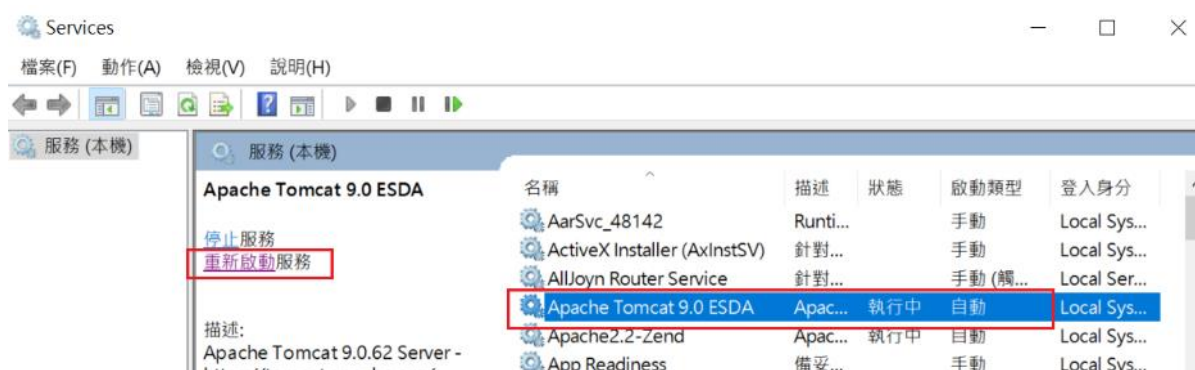 Services
檔案(F) 動作(A) 檢視(V) 說明(H)
服務 (本機)
服務 (本機)
Apache Tomcat 9.0 ESDA
停止服務
重新啟動服務
描述:
Apache Tomcat 9.0.62 Server -
名稱 描述 狀態 啟動類型 登入身分
AarSvc_48142 Runti... 手動 Local Sys...
ActiveX Installer (AxInstSV) 針對... 手動 Local Sys...
AllJoyn Router Service 針對... 手動 (觸... Local Ser...
Apache Tomcat 9.0 ESDA Apac... 執行中 自動 Local Sys...
Apache2.2-Zend Apac... 執行中 自動 Local Sys...
App Readiness 備妥... 手動 Local Sys...